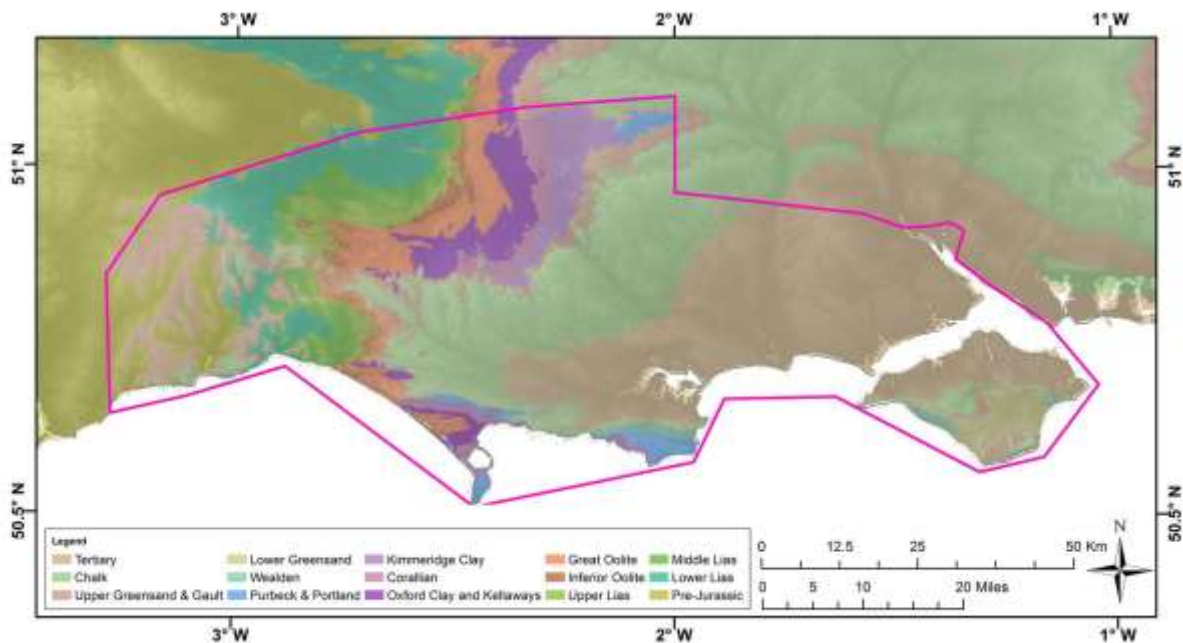 3° W 2° W 1° W
51° N 51° N
50.5° N 50.5° N
Legend
Tertiary Lower Greensand Kimmeridge Clay Great Oolite Middle Lias
Chalk Wealden Corallian Inferior Oolite Lower Lias
Upper Greensand & Gault Purbeck & Portland Oxford Clay and Kellaways Upper Lias Pre-Jurassic
0 12.5 25 50 Km
0 5 10 20 Miles
N
3° W 2° W 1° W